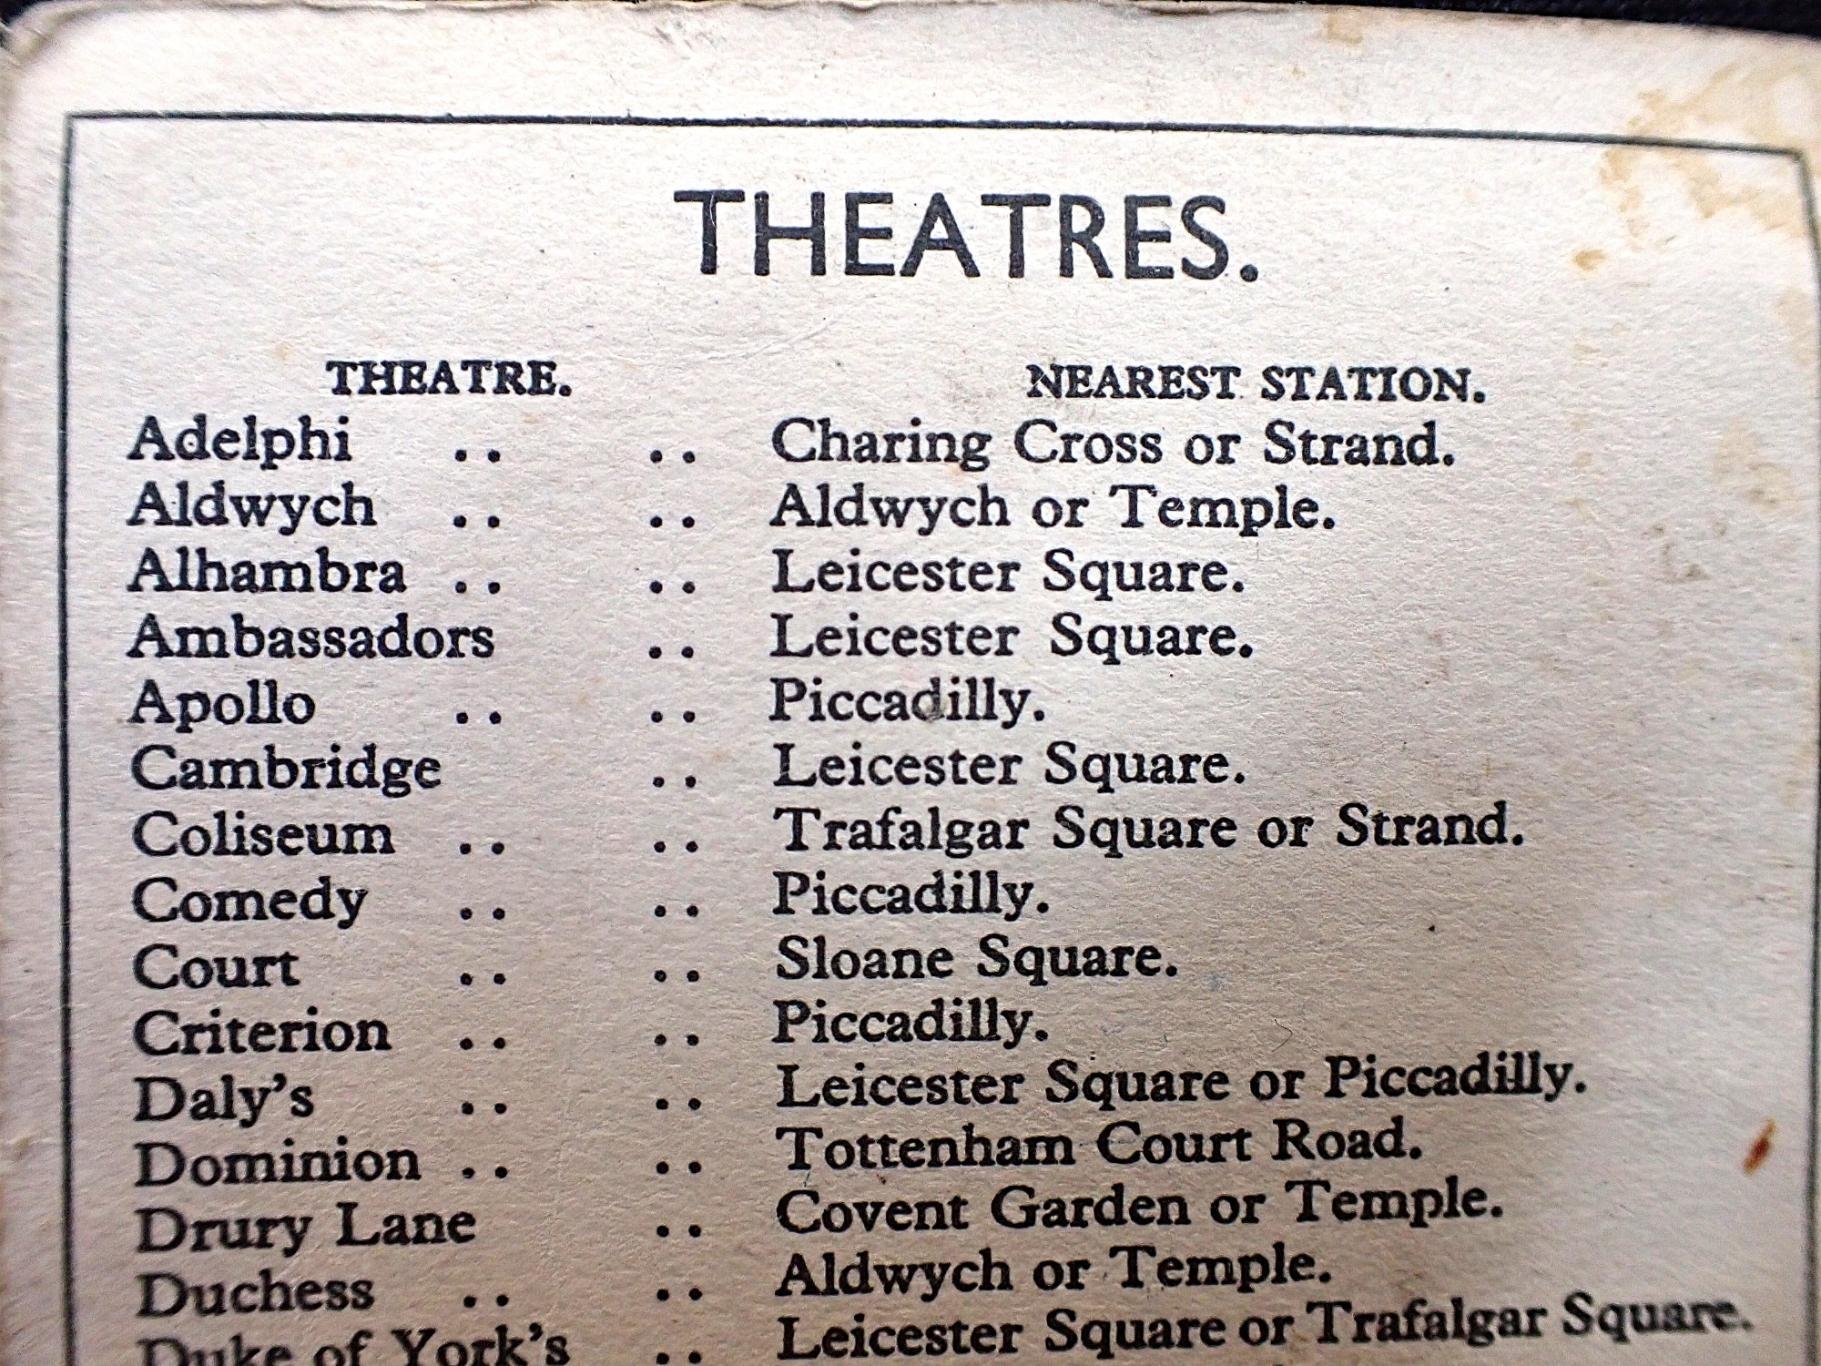 THEATRES.
THEATRE. NEAREST STATION.
Adelphi .. .. Charing Cross or Strand.
Aldwych .. .. Aldwych or Temple.
Alhambra .. .. Leicester Square.
Ambassadors .. Leicester Square.
Apollo .. .. Piccadilly.
Cambridge .. Leicester Square.
Coliseum .. .. Trafalgar Square or Strand.
Comedy .. .. Piccadilly.
Court .. .. Sloane Square.
Criterion .. .. Piccadilly.
Daly's .. .. Leicester Square or Piccadilly.
Dominion .. .. Tottenham Court Road.
Drury Lane .. Covent Garden or Temple.
Duchess .. .. Aldwych or Temple.
Duke of York's .. Leicester Square or Trafalgar Square.